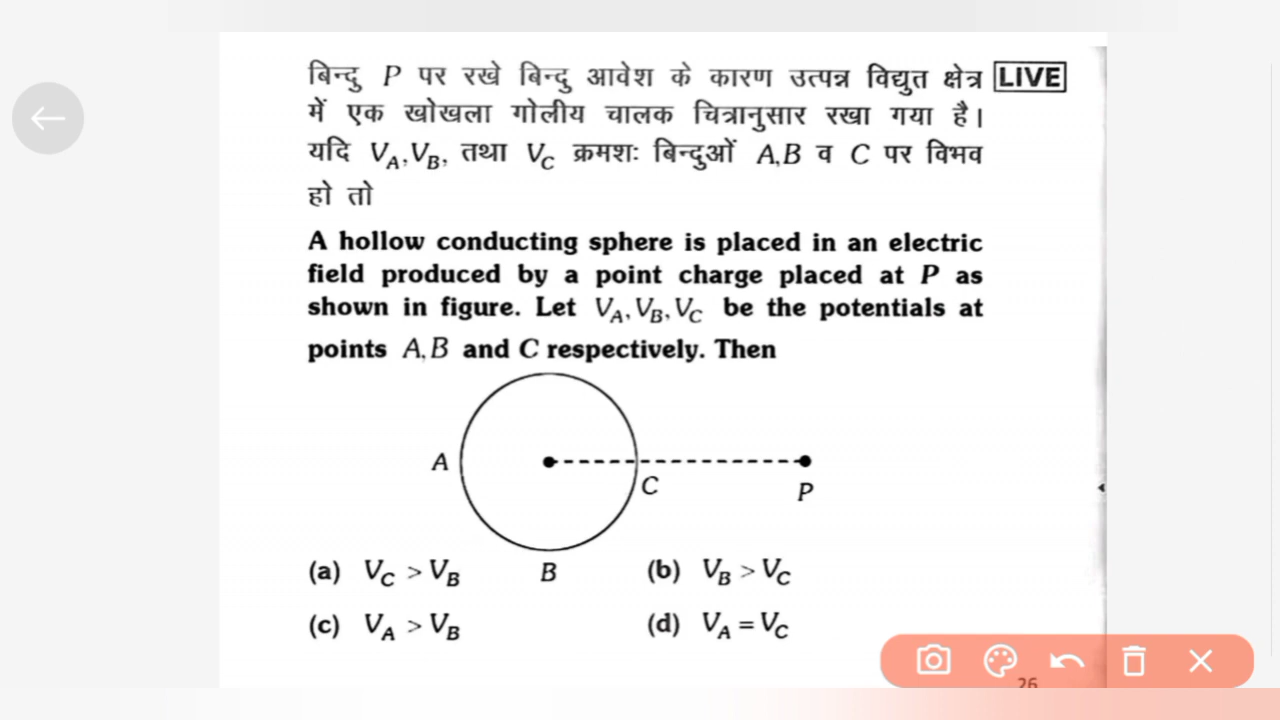 बिन्दु P पर रखे बिन्दु आवेश के कारण उत्पन्न विद्युत क्षेत्र LIVE
में एक खोखला गोलीय चालक चित्रानुसार रखा गया है।
यदि V_A, V_B, तथा V_C क्रमशः बिन्दुओं A,B व C पर विभव
हो तो
A hollow conducting sphere is placed in an electric
field produced by a point charge placed at P as
shown in figure. Let V_A, V_B, V_C be the potentials at
points A, B and C respectively. Then
A
C
P
B
(a) V_C > V_B (b) V_B > V_C
(c) V_A > V_B (d) V_A = V_C
26